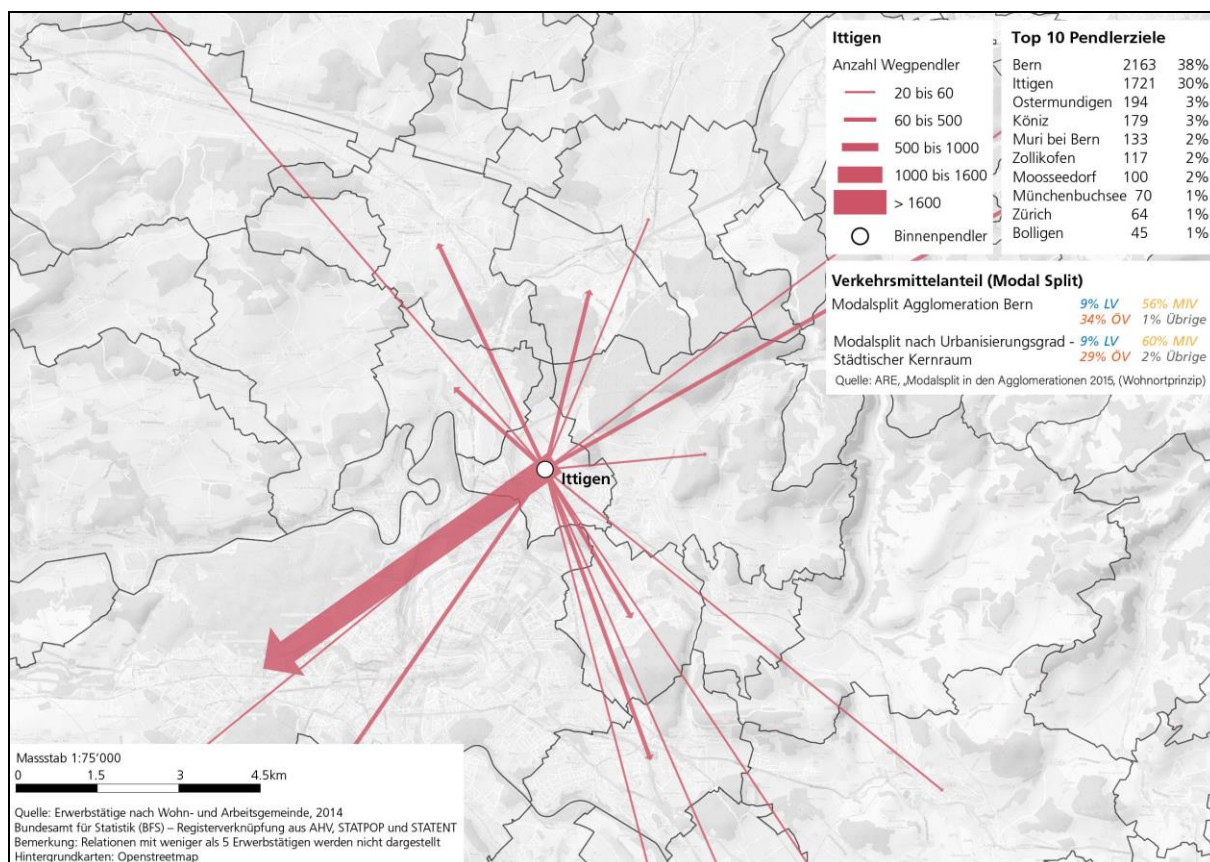 Ittigen
Anzahl Wegpendler
20 bis 60
60 bis 500
500 bis 1000
1000 bis 1600
> 1600
Binnenpendler
Top 10 Pendlerziele
Bern 2163 38%
Ittigen 1721 30%
Ostermundigen 194 3%
Köniz 179 3%
Muri bei Bern 133 2%
Zollikofen 117 2%
Moosseedorf 100 2%
Münchenbuchsee 70 1%
Zürich 64 1%
Bolligen 45 1%
Verkehrsmittelanteil (Modal Split)
Modalsplit Agglomeration Bern 9% LV 56% MIV
34% ÖV 1% Übrige
Modalsplit nach Urbanisierungsgrad - 9% LV 60% MIV
Städtischer Kernraum 29% ÖV 2% Übrige
Quelle: ARE, „Modalsplit in den Agglomerationen 2015, (Wohnortprinzip)
Ittigen
Massstab 1:75'000
0 1.5 3 4.5km
Quelle: Erwerbstätige nach Wohn- und Arbeitsgemeinde, 2014
Bundesamt für Statistik (BFS) – Registerverknüpfung aus AHV, STATPOP und STATENT
Bemerkung: Relationen mit weniger als 5 Erwerbstätigen werden nicht dargestellt
Hintergrundkarten: Openstreetmap